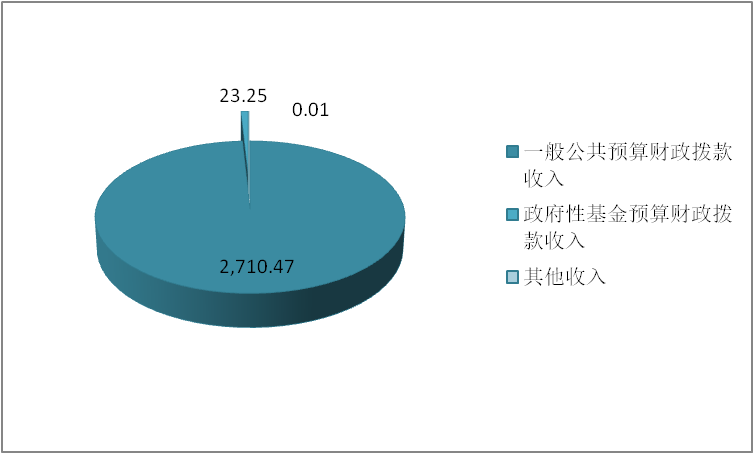 23.25
0.01
2,710.47
一般公共预算财政拨款
收入
政府性基金预算财政拨
款收入
其他收入